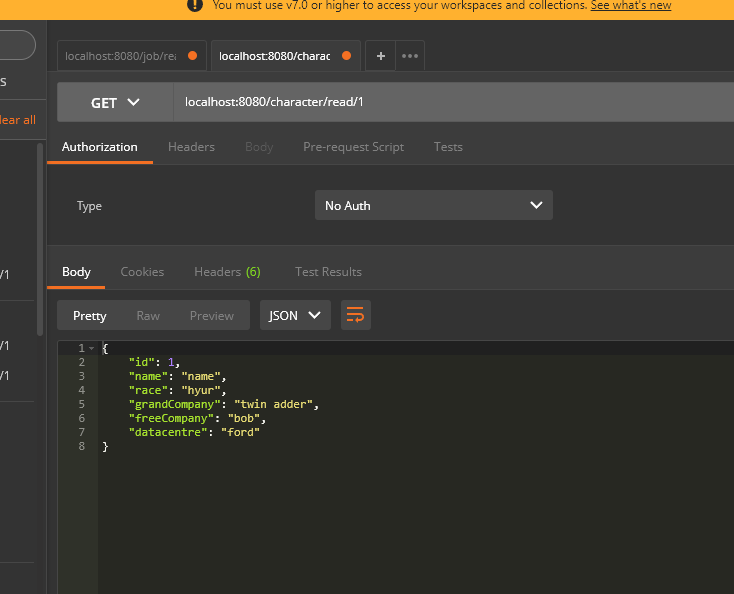 You must use v7.0 or higher to access your workspaces and collections. See what's new
localhost:8080/job/rea
localhost:8080/charac
GET
localhost:8080/character/read/1
s
lear all
Authorization
Headers
Body
Pre-request Script
Tests
Type
No Auth
/1
Body
Cookies
Headers (6)
Test Results
Pretty
Raw
Preview
JSON
/1
/1
1 {
2 "id": 1,
3 "name": "name",
4 "race": "hyur",
5 "grandCompany": "twin adder",
6 "freeCompany": "bob",
7 "datacentre": "ford"
8 }